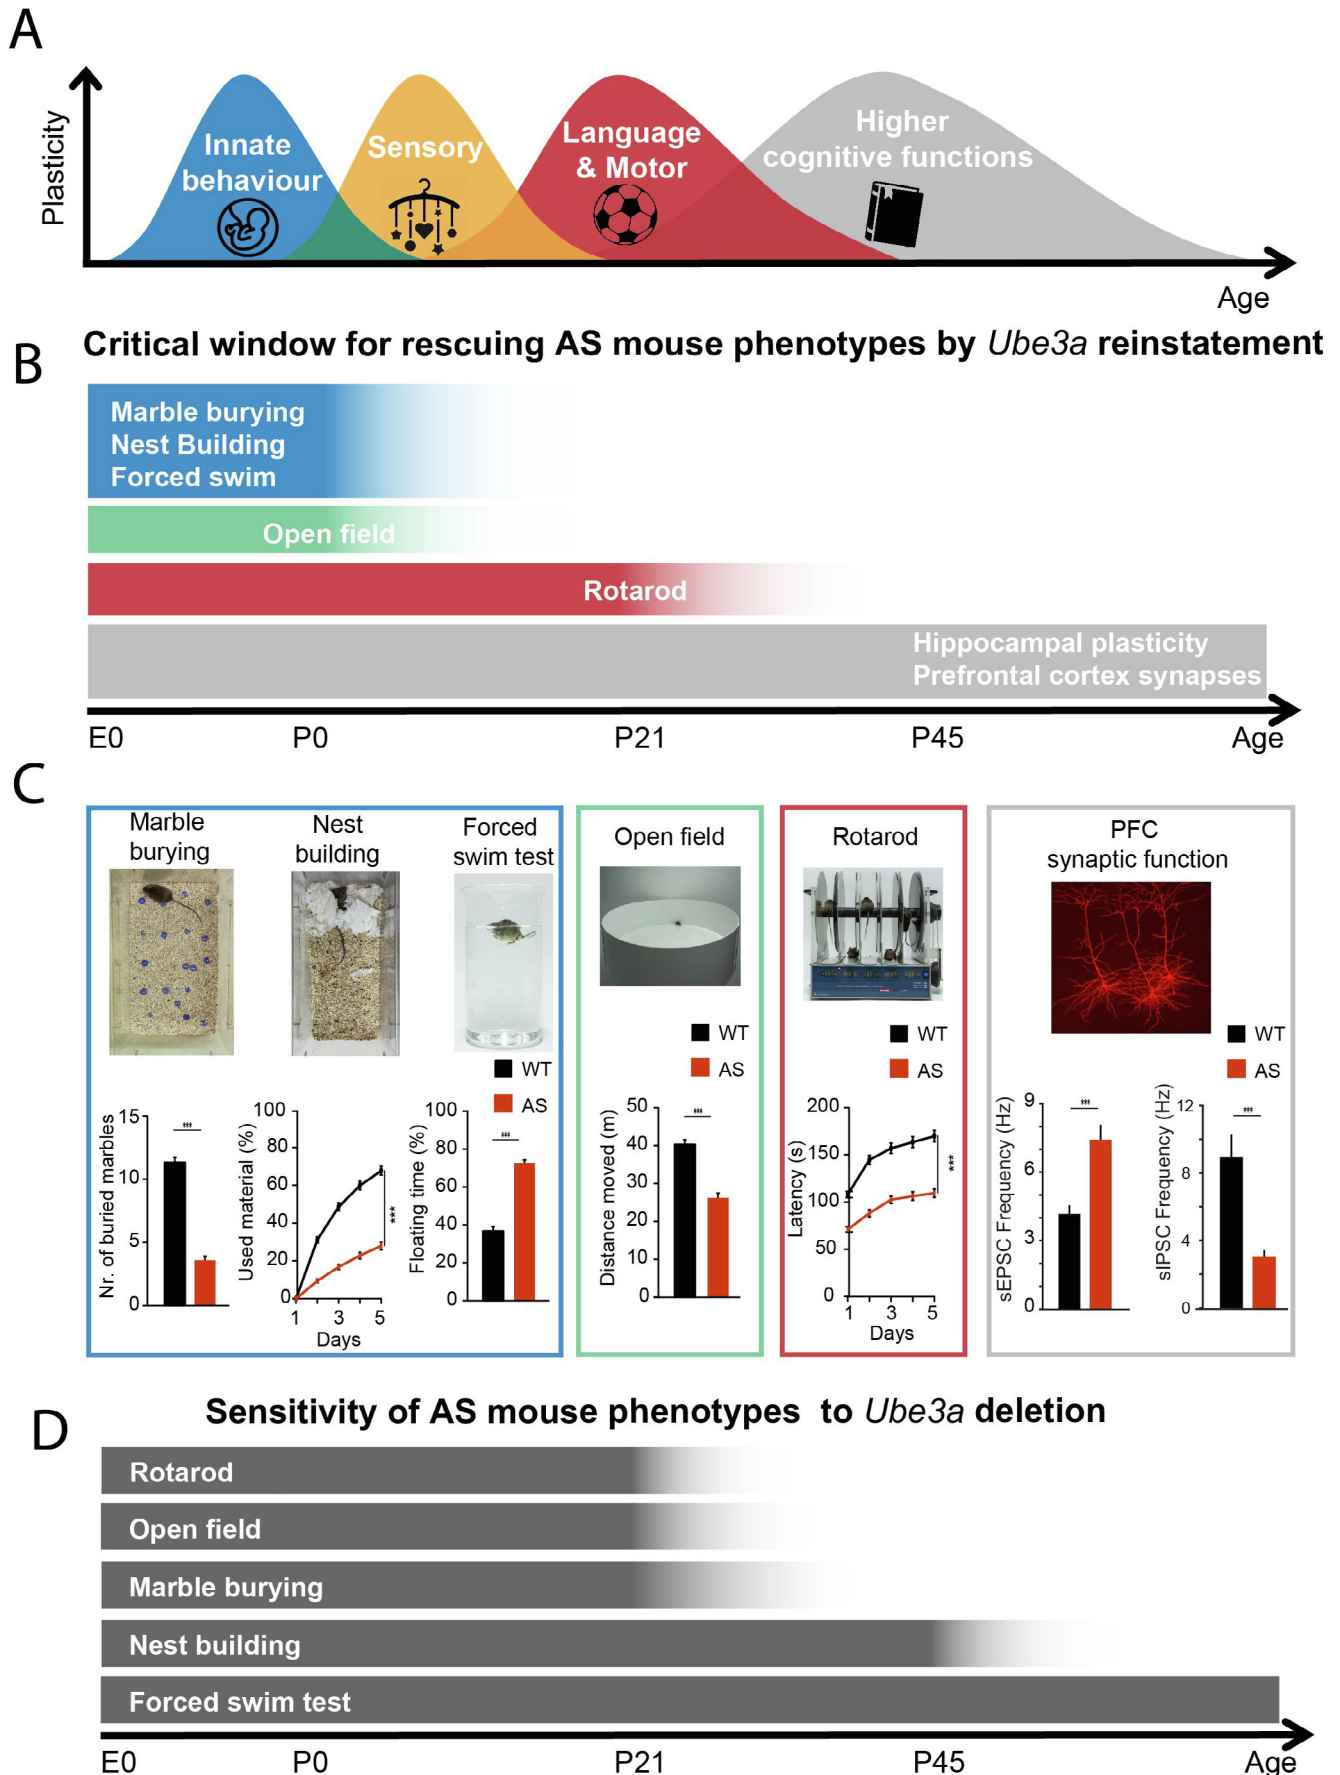 A
Plasticity
Innate
behaviour
Sensory
Language
& Motor
Higher
cognitive functions
Age
B
Critical window for rescuing AS mouse phenotypes by Ube3a reinstatement
Marble burying
Nest Building
Forced swim
Open field
Rotarod
Hippocampal plasticity
Prefrontal cortex synapses
E0
P0
P21
P45
Age
C
Marble
burying
Nest
building
Forced
swim test
WT
AS
Nr. of buried marbles
15
10
5
0
***
Used material (%)
100
80
60
40
20
0
1
3
5
Days
***
Floating time (%)
100
80
60
40
20
0
***
Open field
WT
AS
Distance moved (m)
50
40
30
20
10
0
***
Rotarod
WT
AS
Latency (s)
200
150
100
50
0
1
3
5
Days
***
PFC
synaptic function
WT
AS
sEPSC Frequency (Hz)
9
6
3
0
***
sIPSC Frequency (Hz)
12
8
4
0
***
D
Sensitivity of AS mouse phenotypes to Ube3a deletion
Rotarod
Open field
Marble burying
Nest building
Forced swim test
E0
P0
P21
P45
Age